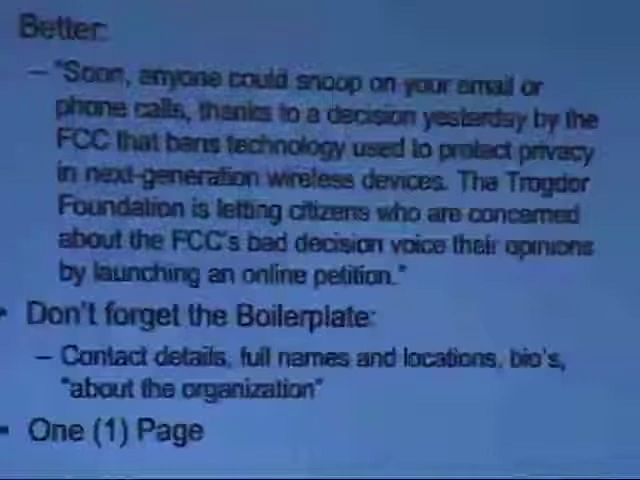 Better:
– "Soon, anyone could snoop on your email or
phone calls, thanks to a decision yesterday by the
FCC that bans technology used to protect privacy
in next-generation wireless devices. The Trogdor
Foundation is letting citizens who are concerned
about the FCC's bad decision voice their opinions
by launching an online petition."
• Don't forget the Boilerplate:
– Contact details, full names and locations, bio's,
"about the organization"
• One (1) Page